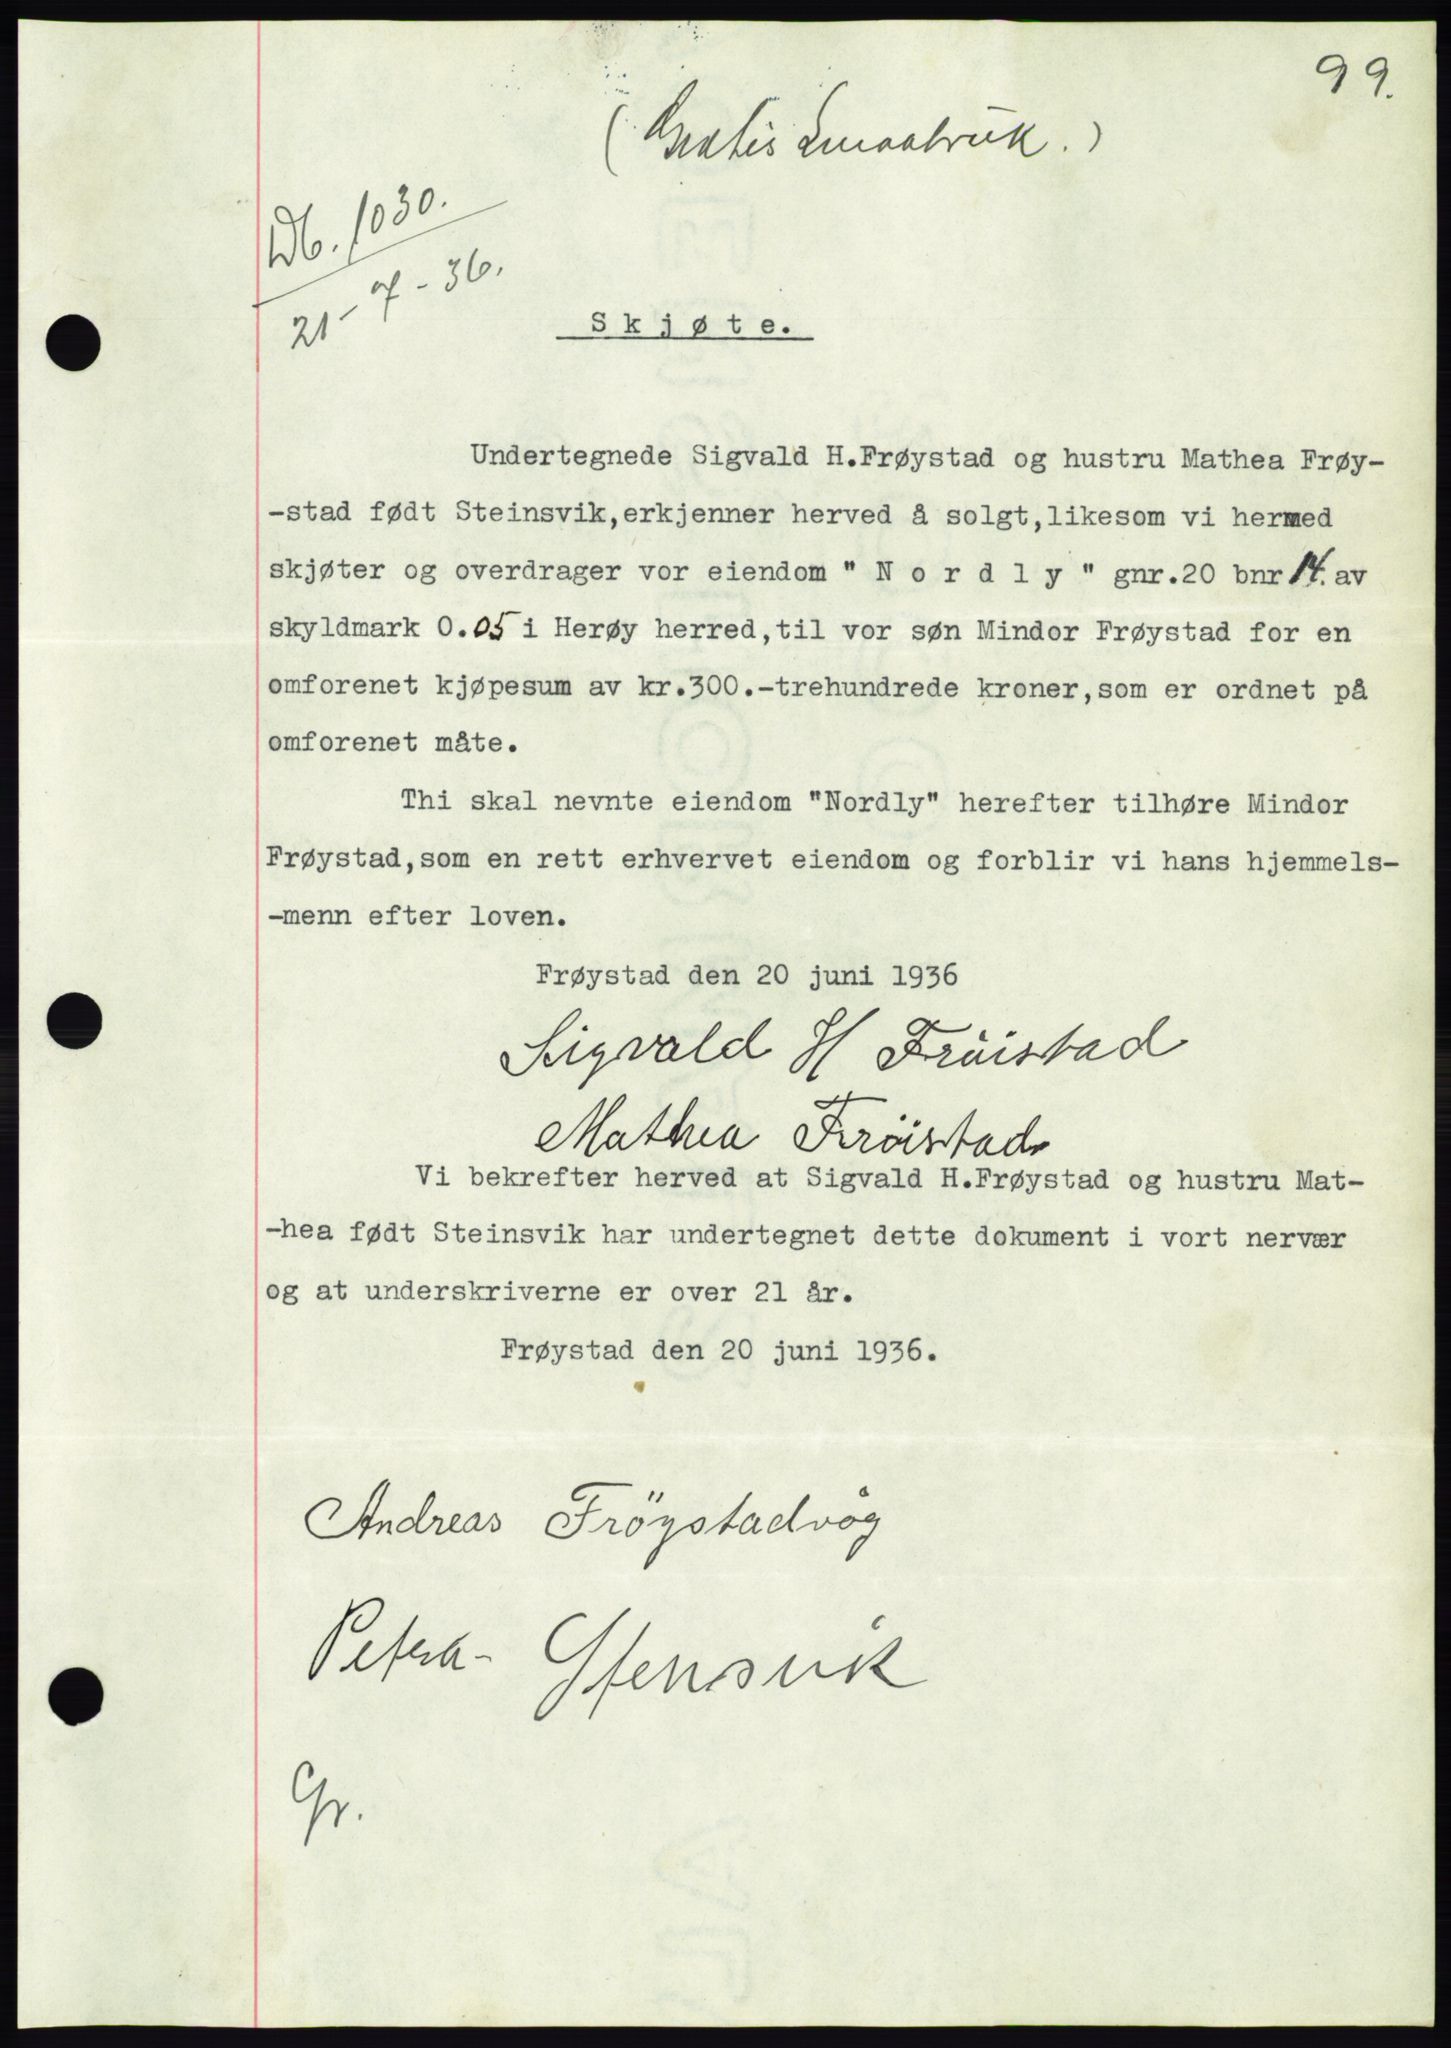 99.
(Gratis Smaabruk.)
Db. 1030.
21-7-36.
Skjøte.
Undertegnede Sigvald H.Frøystad og hustru Mathea Frøy-
-stad født Steinsvik,erkjenner herved å solgt,likesom vi hermed
skjøter og overdrager vor eiendom " N o r d l y " gnr.20 bnr 14. av
skyldmark 0.05 i Herøy herred,til vor søn Mindor Frøystad for en
omforenet kjøpesum av kr.300.-trehundrede kroner,som er ordnet på
omforenet måte.
Thi skal nevnte eiendom "Nordly" herefter tilhøre Mindor
Frøystad,som en rett erhvervet eiendom og forblir vi hans hjemmels-
-menn efter loven.
Frøystad den 20 juni 1936
Sigvald H Fröistad
Mathea Fröistad
Vi bekrefter herved at Sigvald H.Frøystad og hustru Mat-
-hea født Steinsvik har undertegnet dette dokument i vort nervær
og at underskriverne er over 21 år.
Frøystad den 20 juni 1936.
Andreas Fröystadvåg
Petra Stensvik
Gr.